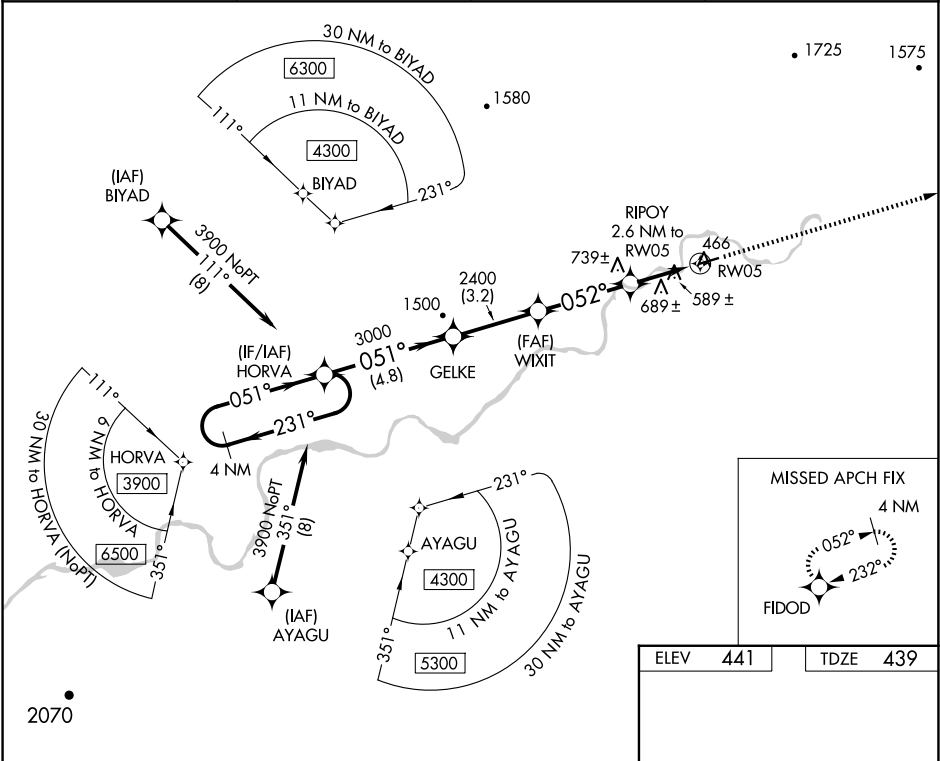 30 NM to BIYAD
6300
11 NM to BIYAD
4300
111°
BIYAD
231°
1580
1725
1575
(IAF)
BIYAD
3900 NoPT
111°
(8)
RIPOY
2.6 NM to
RW05
739±
466
RW05
689±
589±
2400
(3.2)
052°
1500
3000
051°
(4.8)
(FAF)
WIXIT
GELKE
(IF/IAF)
HORVA
051°
231°
4 NM
111°
HORVA
3900
6 NM to HORVA
6500
30 NM to HORVA (NoPT)
351°
3900 NoPT
351°
(8)
(IAF)
AYAGU
231°
AYAGU
4300
11 NM to AYAGU
5300
30 NM to AYAGU
351°
MISSED APCH FIX
4 NM
052°
232°
FIDOD
ELEV 441
TDZE 439
2070